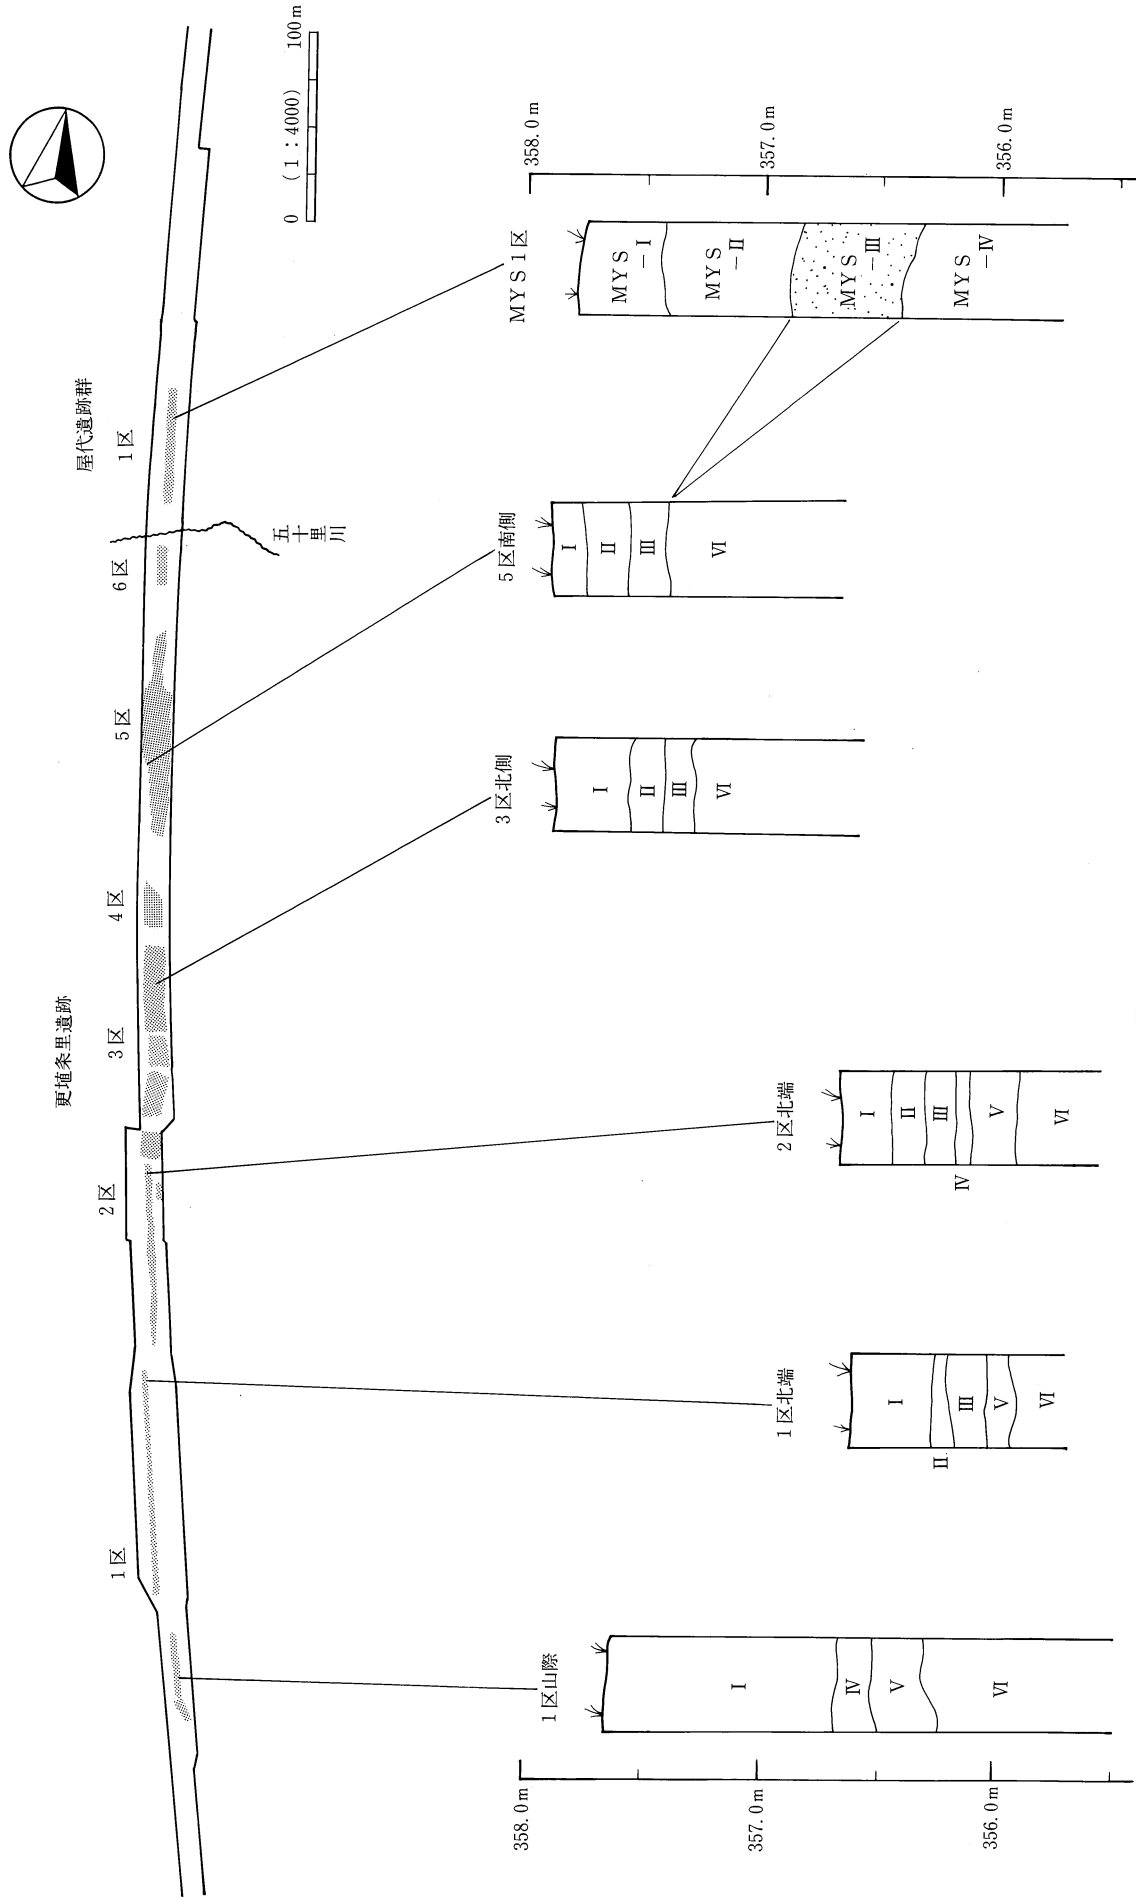 0 (1:4000) 100m
屋代遺跡群
更埴条里遺跡
1区
2区
3区
4区
5区
6区
五十里川
1区
358.0m
357.0m
356.0m
1区山際
I
Ⅳ
Ⅴ
Ⅵ
1区北端
I
Ⅱ
Ⅲ
Ⅴ
Ⅵ
2区北端
I
Ⅱ
Ⅲ
Ⅳ
Ⅴ
Ⅵ
3区北側
I
Ⅱ
Ⅲ
Ⅵ
5区南側
I
Ⅱ
Ⅲ
Ⅵ
MYS1区
MYS
-I
MYS
-Ⅱ
MYS
-Ⅲ
MYS
-Ⅳ
358.0m
357.0m
356.0m